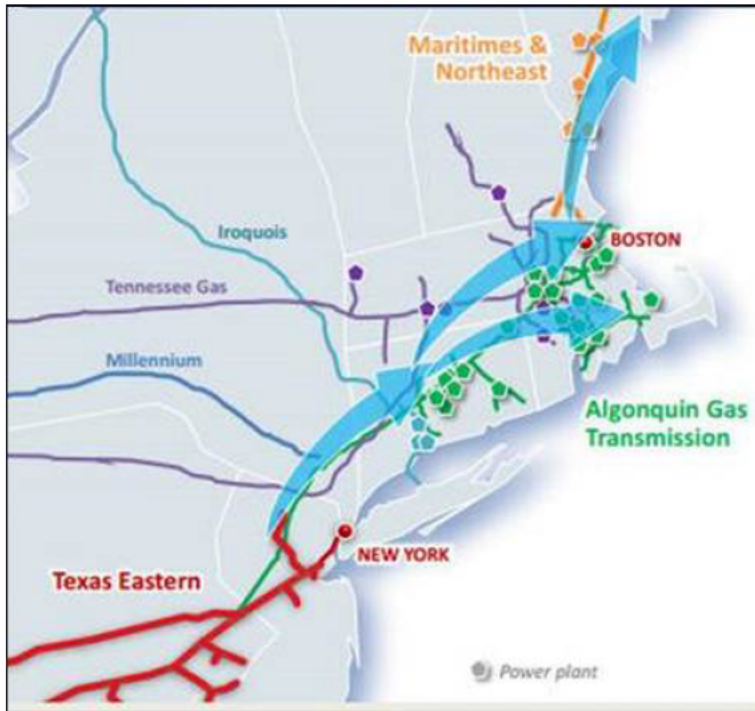 Maritimes &
Northeast
Iroquois
BOSTON
Tennessee Gas
Millennium
Algonquin Gas
Transmission
NEW YORK
Texas Eastern
Power plant